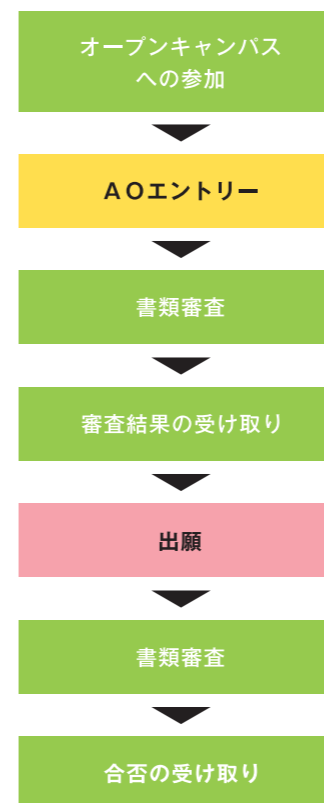 オープンキャンパス
への参加
ＡＯエントリー
書類審査
審査結果の受け取り
出願
書類審査
合否の受け取り